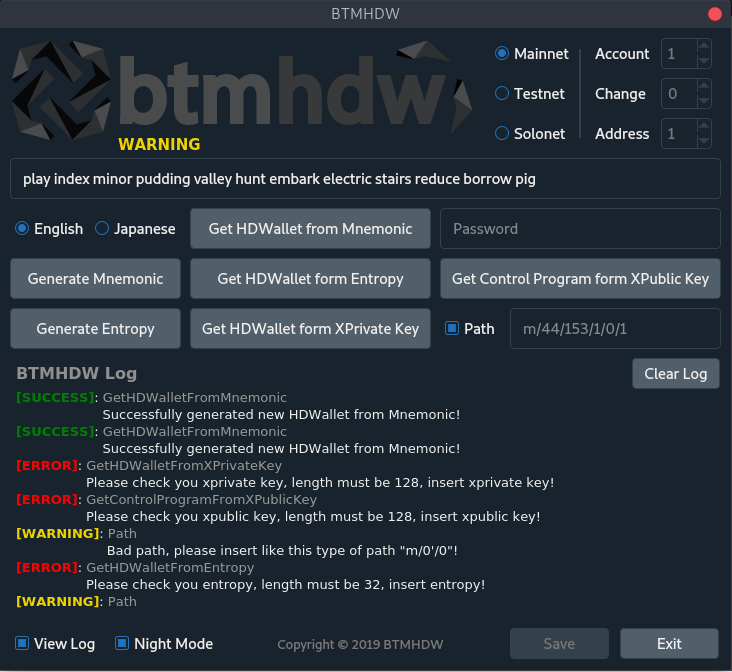 BTMHDW
btmhdw
WARNING
Mainnet
Account
1
Testnet
Change
0
Solonet
Address
1
play index minor pudding valley hunt embark electric stairs reduce borrow pig
English
Japanese
Get HDWallet from Mnemonic
Password
Generate Mnemonic
Get HDWallet form Entropy
Get Control Program form XPublic Key
Generate Entropy
Get HDWallet form XPrivate Key
Path
m/44/153/1/0/1
BTMHDW Log
Clear Log
[SUCCESS]: GetHDWalletFromMnemonic
Successfully generated new HDWallet from Mnemonic!
[SUCCESS]: GetHDWalletFromMnemonic
Successfully generated new HDWallet from Mnemonic!
[ERROR]: GetHDWalletFromXPrivateKey
Please check you xprivate key, length must be 128, insert xprivate key!
[ERROR]: GetControlProgramFromXPublicKey
Please check you xpublic key, length must be 128, insert xpublic key!
[WARNING]: Path
Bad path, please insert like this type of path "m/0'/0"!
[ERROR]: GetHDWalletFromEntropy
Please check you entropy, length must be 32, insert entropy!
[WARNING]: Path
View Log
Night Mode
Copyright © 2019 BTMHDW
Save
Exit